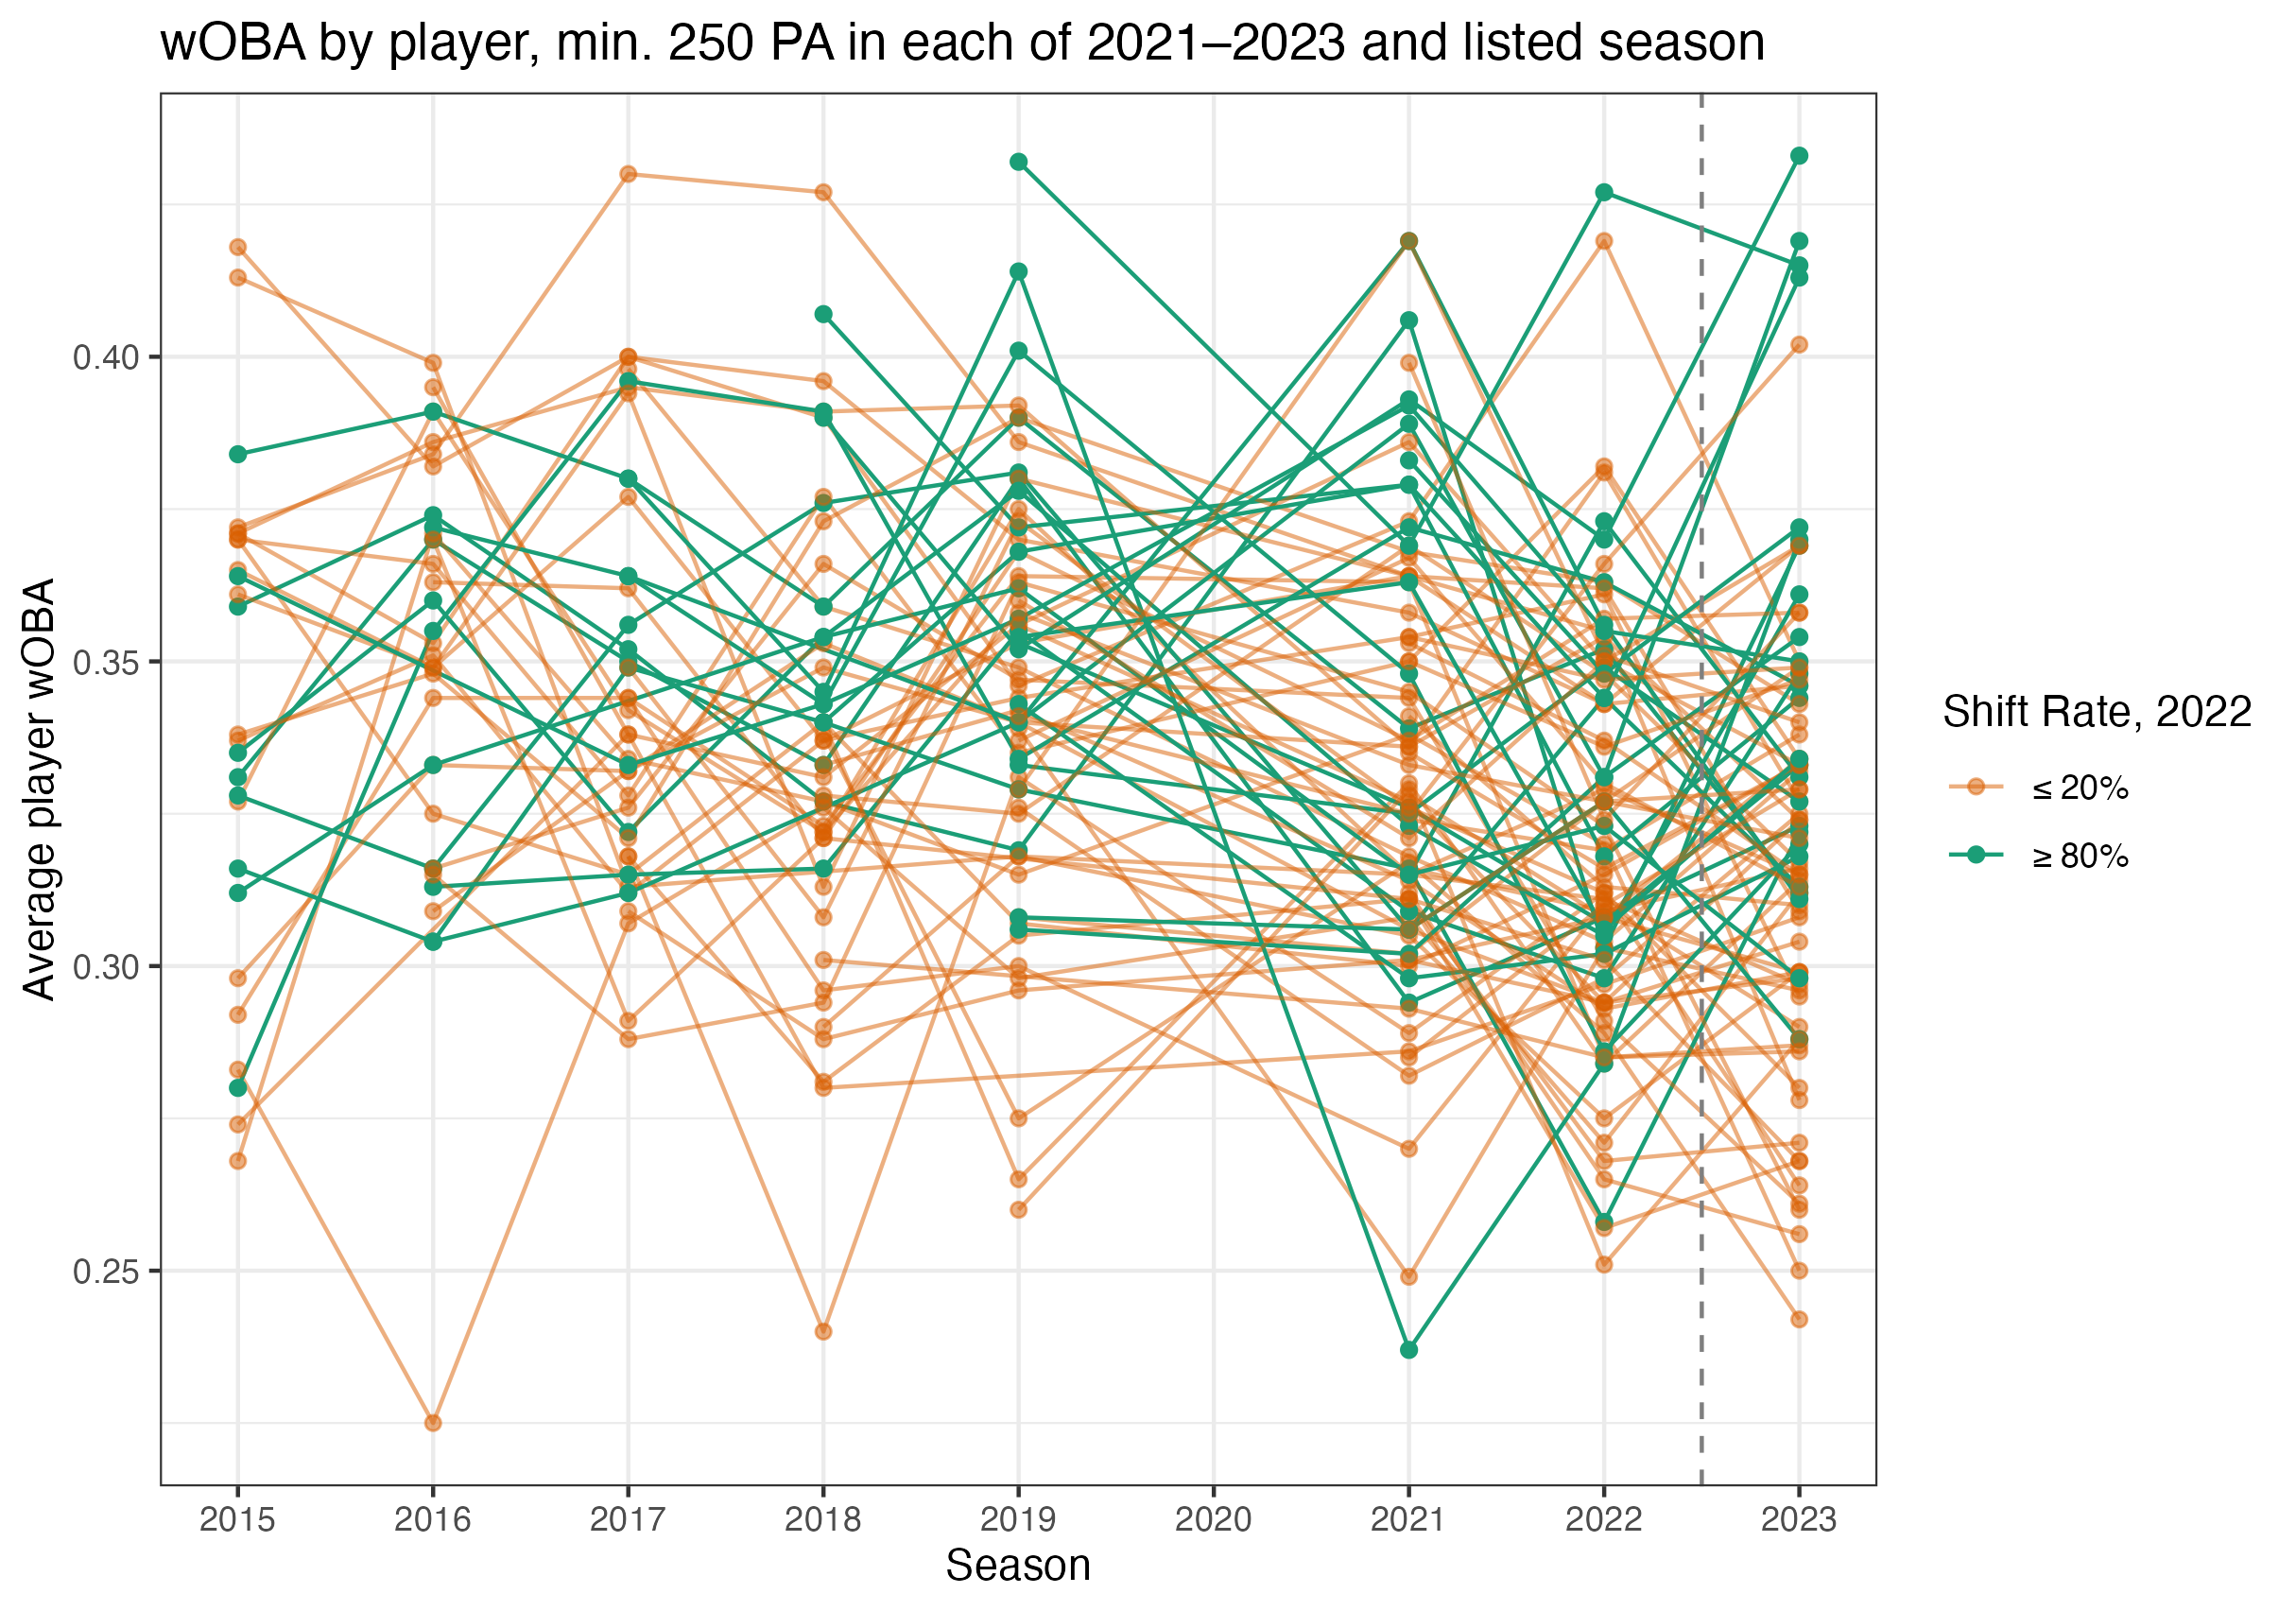 wOBA by player, min. 250 PA in each of 2021–2023 and listed season
Average player wOBA
0.40
0.35
0.30
0.25
2015 2016 2017 2018 2019 2020 2021 2022 2023
Season
Shift Rate, 2022
≤ 20%
≥ 80%